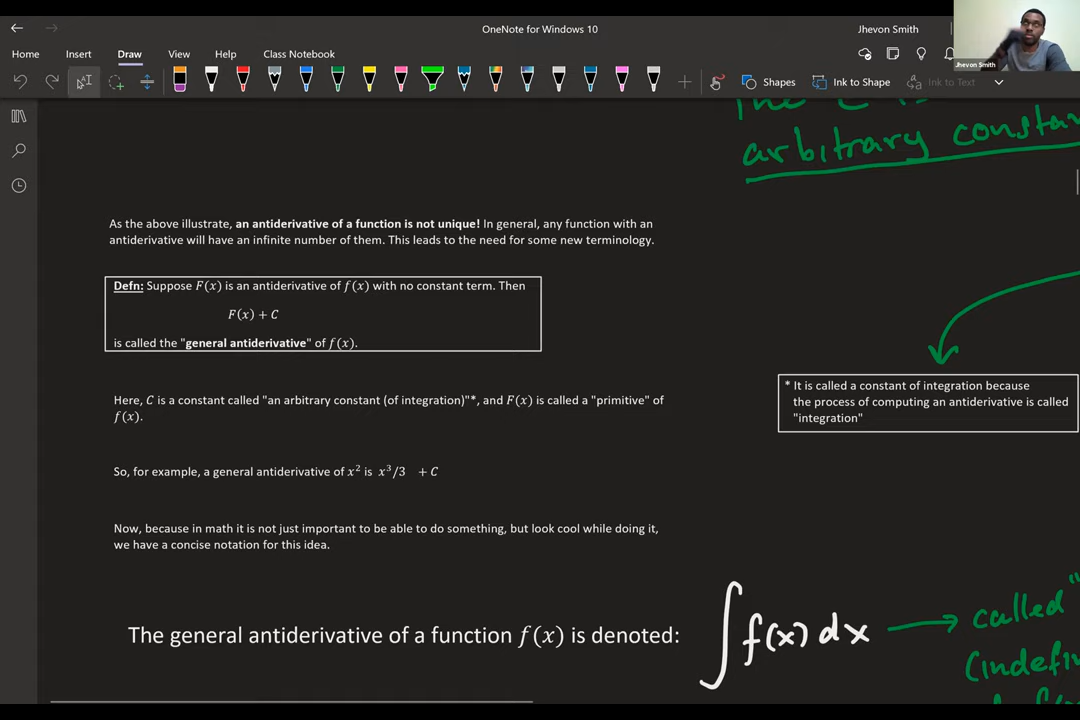 OneNote for Windows 10
Jhevon Smith
Home Insert Draw View Help Class Notebook
Jhevon Smith
Shapes Ink to Shape Ink to Text
arbitrary
As the above illustrate, an antiderivative of a function is not unique! In general, any function with an
antiderivative will have an infinite number of them. This leads to the need for some new terminology.
Defn: Suppose F(x) is an antiderivative of f(x) with no constant term. Then
F(x) + C
is called the "general antiderivative" of f(x).
* It is called a constant of integration because
the process of computing an antiderivative is called
"integration"
Here, C is a constant called "an arbitrary constant (of integration)"*, and F(x) is called a "primitive" of
f(x).
So, for example, a general antiderivative of x² is x³/3 + C
Now, because in math it is not just important to be able to do something, but look cool while doing it,
we have a concise notation for this idea.
The general antiderivative of a function f(x) is denoted: ∫ f(x) dx → called